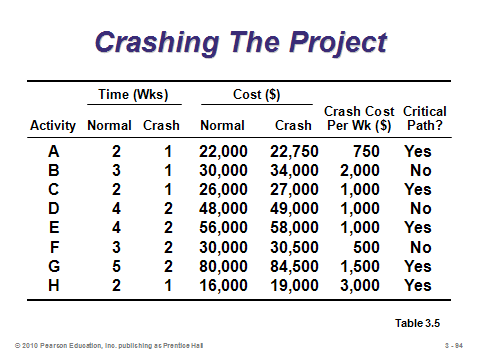 Crashing The Project
Time (Wks) Cost ($)
Crash Cost Critical
Activity Normal Crash Normal Crash Per Wk ($) Path?
A 2 1 22,000 22,750 750 Yes
B 3 1 30,000 34,000 2,000 No
C 2 1 26,000 27,000 1,000 Yes
D 4 2 48,000 49,000 1,000 No
E 4 2 56,000 58,000 1,000 Yes
F 3 2 30,000 30,500 500 No
G 5 2 80,000 84,500 1,500 Yes
H 2 1 16,000 19,000 3,000 Yes
Table 3.5
© 2010 Pearson Education, Inc. publishing as Prentice Hall 3 - 94